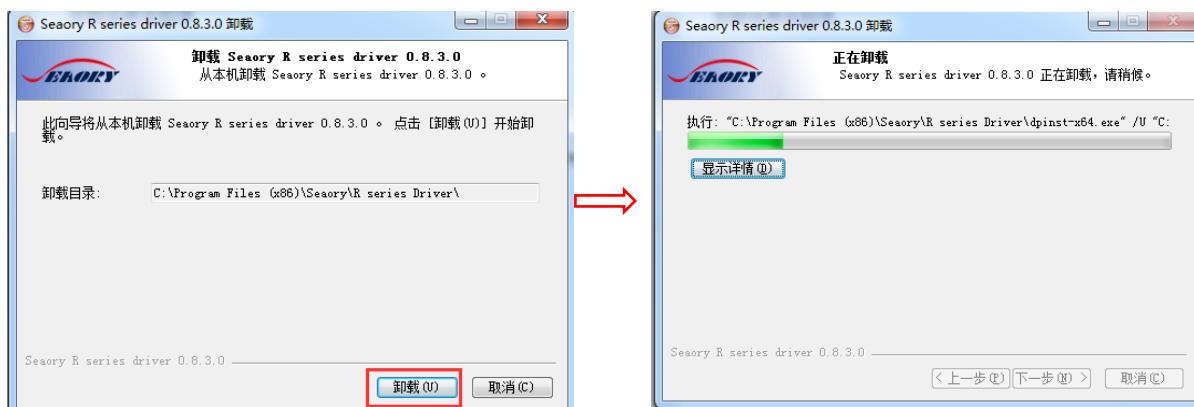 Seaory R series driver 0.8.3.0 卸载
SEAORY
卸载 Seaory R series driver 0.8.3.0
从本机卸载 Seaory R series driver 0.8.3.0 。
此向导将从本机卸载 Seaory R series driver 0.8.3.0 。 点击 [卸载(U)] 开始卸
载。
卸载目录:
C:\Program Files (x86)\Seaory\R series Driver\
Seaory R series driver 0.8.3.0
卸载(U)
取消(C)
Seaory R series driver 0.8.3.0 卸载
SEAORY
正在卸载
Seaory R series driver 0.8.3.0 正在卸载，请稍候。
执行: "C:\Program Files (x86)\Seaory\R series Driver\dpinst-x64.exe" /U "C:
显示详情(D)
Seaory R series driver 0.8.3.0
< 上一步(P) 下一步(N) > 取消(C)